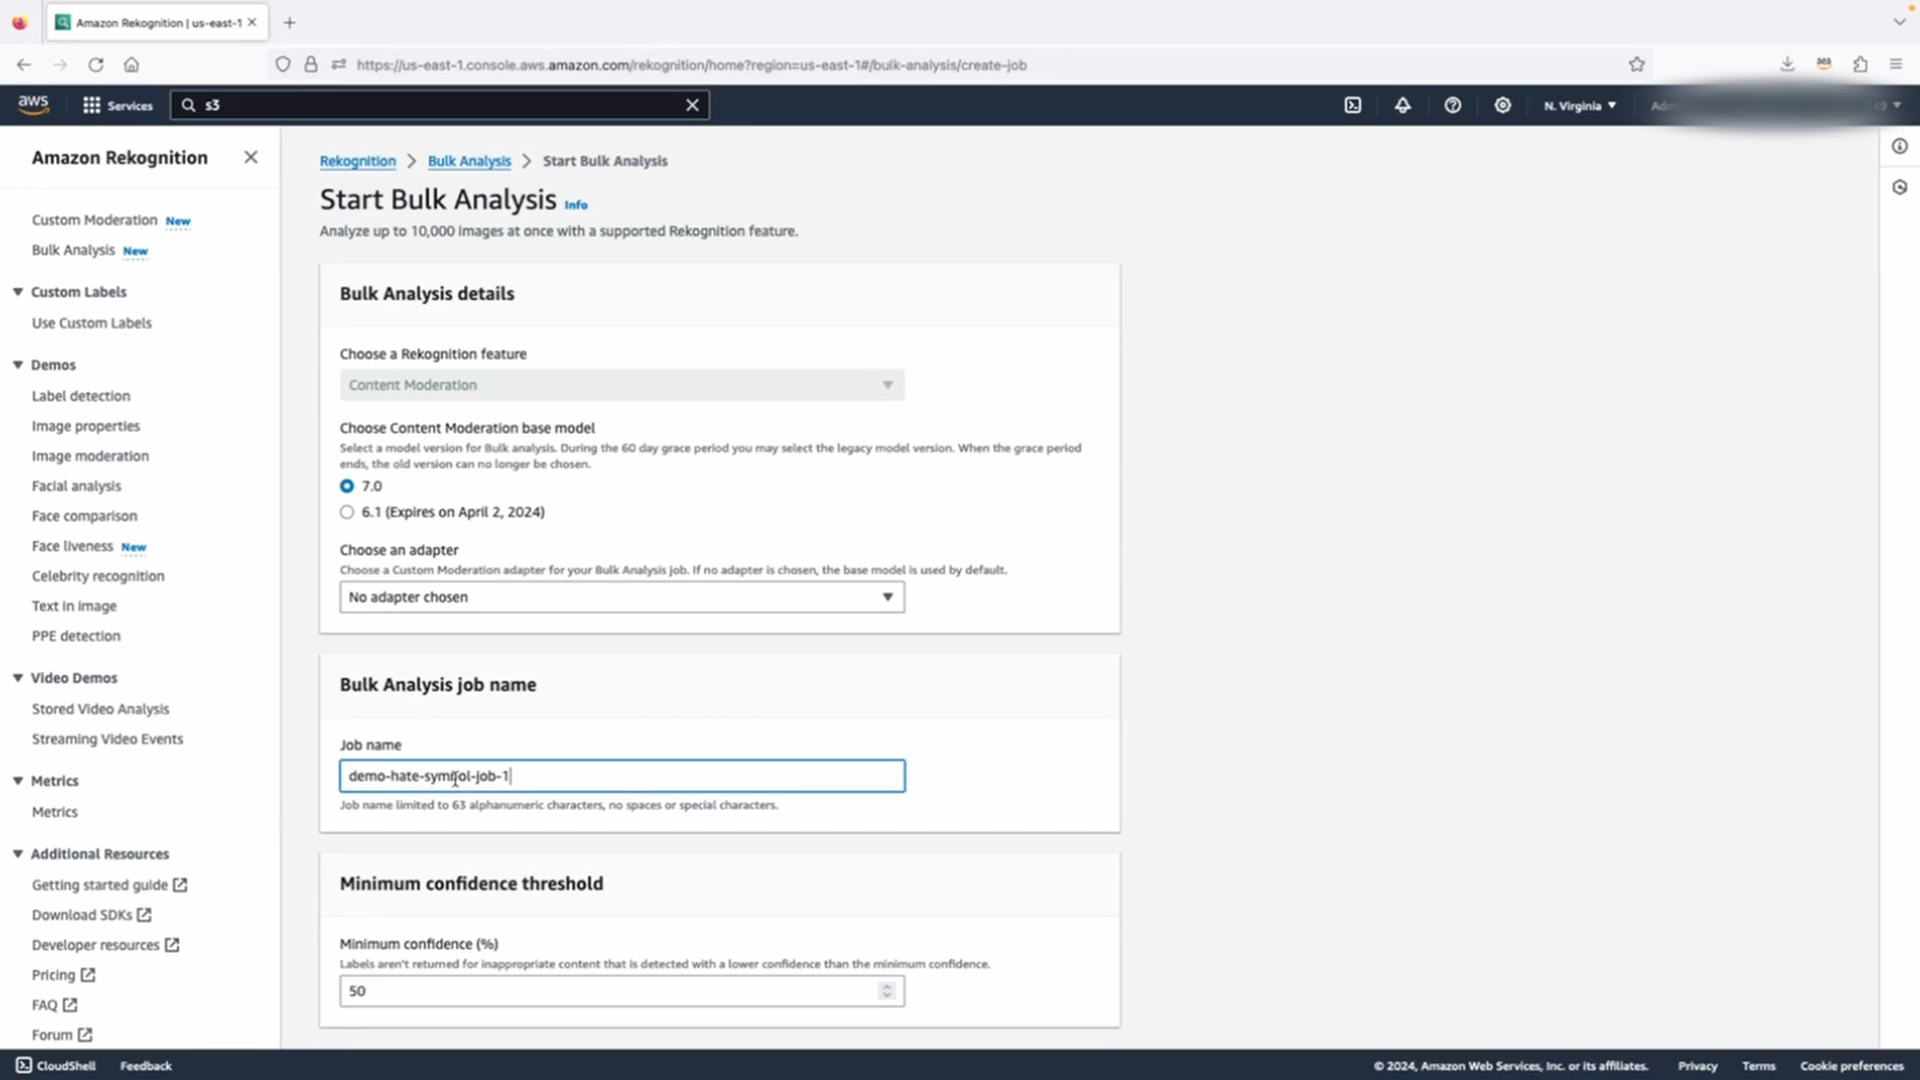 Amazon Rekognition | us-east-1
https://us-east-1.console.aws.amazon.com/rekognition/home?region=us-east-1#/bulk-analysis/create-job
aws
Services
s3
N. Virginia
Amazon Rekognition
Custom Moderation New
Bulk Analysis New
Custom Labels
Use Custom Labels
Demos
Label detection
Image properties
Image moderation
Facial analysis
Face comparison
Face liveness New
Celebrity recognition
Text in image
PPE detection
Video Demos
Stored Video Analysis
Streaming Video Events
Metrics
Metrics
Additional Resources
Getting started guide
Download SDKs
Developer resources
Pricing
FAQ
Forum
Rekognition > Bulk Analysis > Start Bulk Analysis
Start Bulk Analysis Info
Analyze up to 10,000 images at once with a supported Rekognition feature.
Bulk Analysis details
Choose a Rekognition feature
Content Moderation
Choose Content Moderation base model
Select a model version for Bulk analysis. During the 60 day grace period you may select the legacy model version. When the grace period
ends, the old version can no longer be chosen.
7.0
6.1 (Expires on April 2, 2024)
Choose an adapter
Choose a Custom Moderation adapter for your Bulk Analysis job. If no adapter is chosen, the base model is used by default.
No adapter chosen
Bulk Analysis job name
Job name
demo-hate-symbol-job-1
Job name limited to 63 alphanumeric characters, no spaces or special characters.
Minimum confidence threshold
Minimum confidence (%)
Labels aren't returned for inappropriate content that is detected with a lower confidence than the minimum confidence.
50
CloudShell
Feedback
© 2024, Amazon Web Services, Inc. or its affiliates.
Privacy
Terms
Cookie preferences